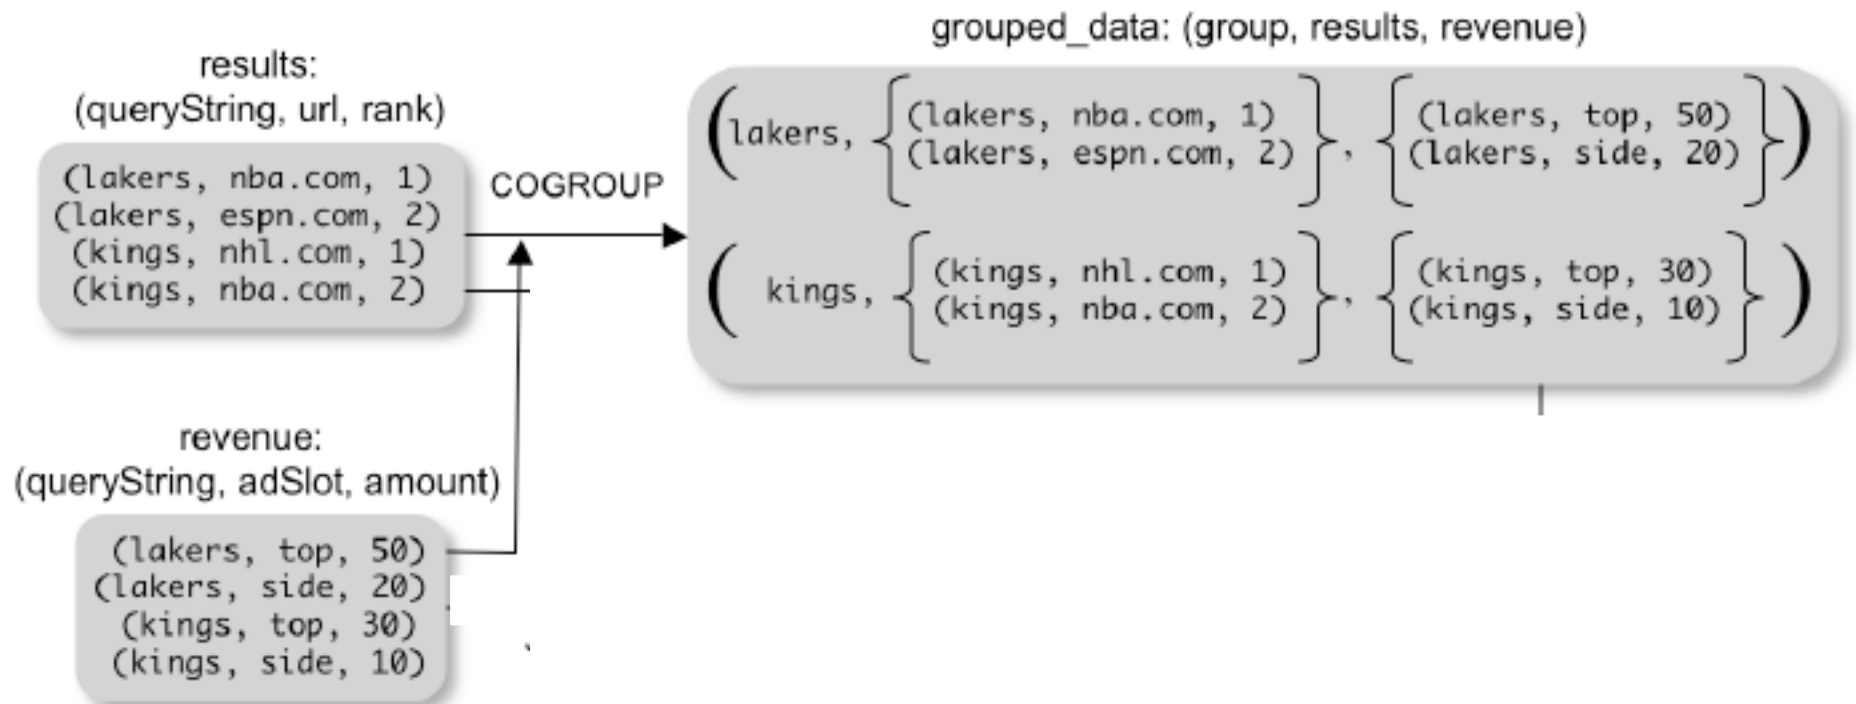 results:
(queryString, url, rank)
(lakers, nba.com, 1)
(lakers, espn.com, 2)
(kings, nhl.com, 1)
(kings, nba.com, 2)
COGROUP
revenue:
(queryString, adSlot, amount)
(lakers, top, 50)
(lakers, side, 20)
(kings, top, 30)
(kings, side, 10)
grouped_data: (group, results, revenue)
(lakers, { (lakers, nba.com, 1) }, { (lakers, top, 50) })
(lakers, espn.com, 2) (lakers, side, 20)
( kings, { (kings, nhl.com, 1) }, { (kings, top, 30) } )
(kings, nba.com, 2) (kings, side, 10)